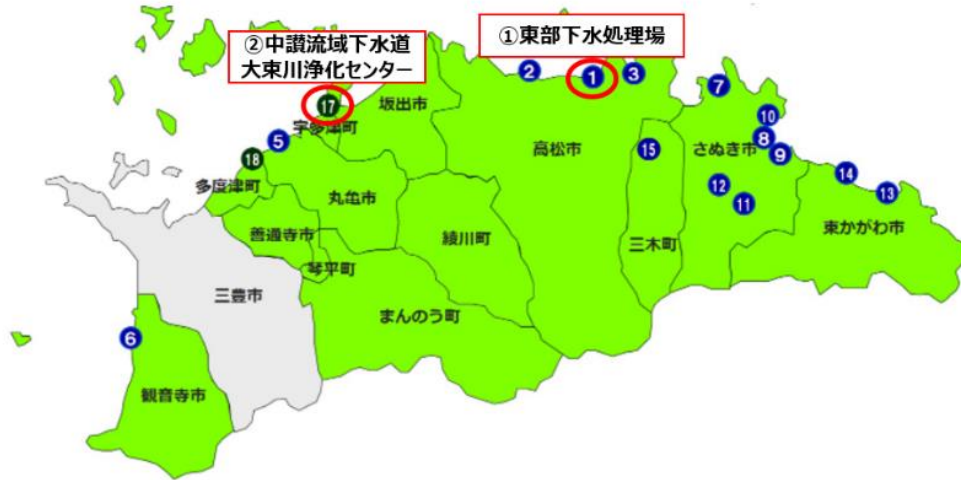 ②中讃流域下水道
大束川浄化センター
①東部下水処理場
2
1
3
7
17
坂出市
宇多津町
10
5
8
高松市
15
さぬき市
9
18
14
多度津町
丸亀市
12
13
11
善通寺市
綾川町
東かがわ市
三木町
琴平町
三豊市
まんのう町
6
観音寺市